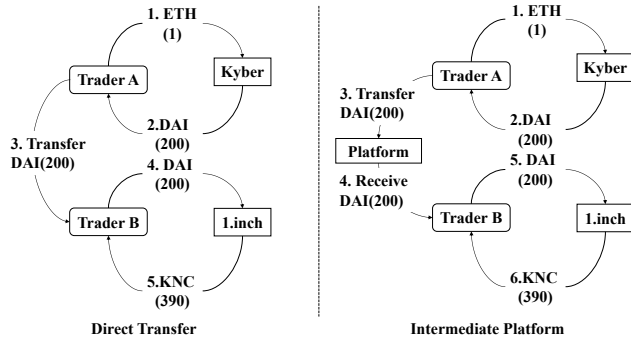 1. ETH
(1)
Trader A
Kyber
2.DAI
(200)
3. Transfer
DAI(200)
4. DAI
(200)
Trader B
1.inch
5.KNC
(390)
Direct Transfer
1. ETH
(1)
Trader A
Kyber
3. Transfer
DAI(200)
2.DAI
(200)
Platform
5. DAI
(200)
4. Receive
DAI(200)
Trader B
1.inch
6.KNC
(390)
Intermediate Platform